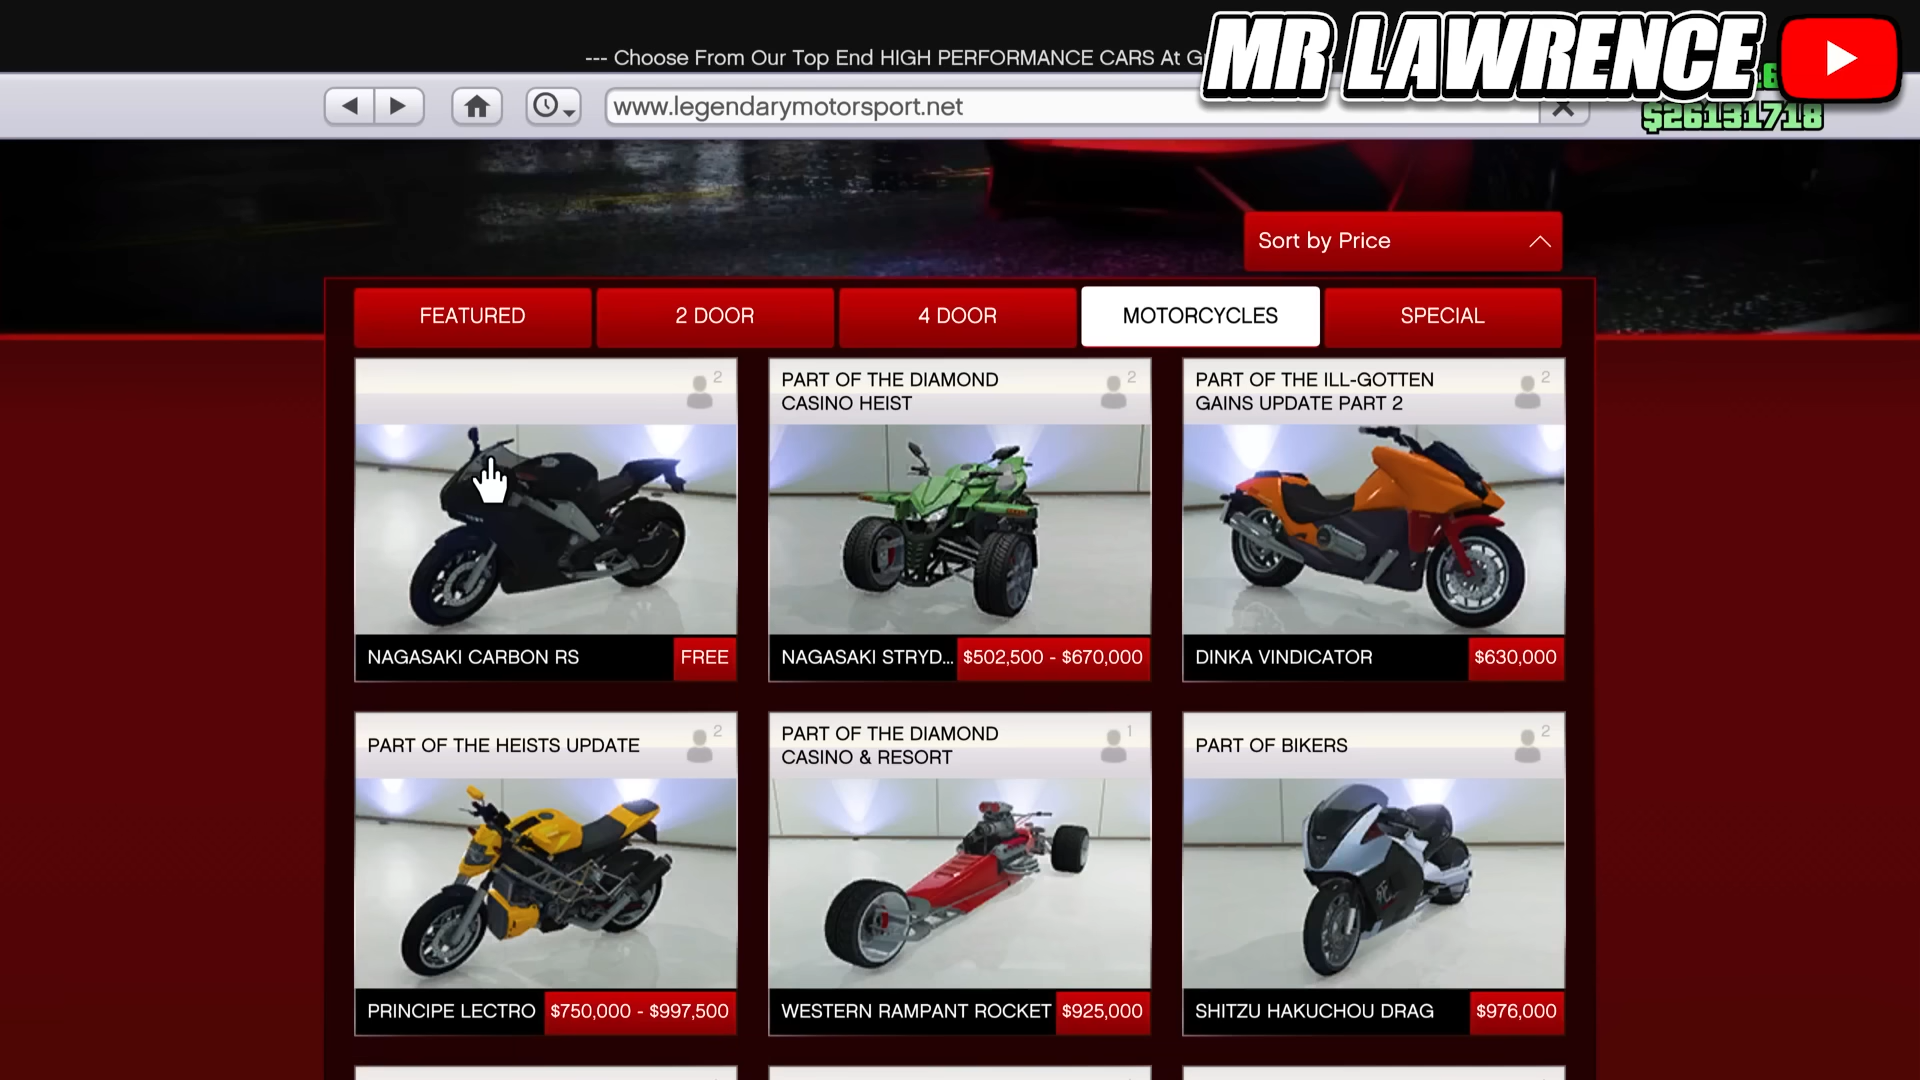 MR LAWRENCE
--- Choose From Our Top End HIGH PERFORMANCE CARS At
www.legendarymotorsport.net
$26131718
Sort by Price
FEATURED
2 DOOR
4 DOOR
MOTORCYCLES
SPECIAL
2
NAGASAKI CARBON RS
FREE
PART OF THE DIAMOND
CASINO HEIST
2
NAGASAKI STRYD...
$502,500 - $670,000
PART OF THE ILL-GOTTEN
GAINS UPDATE PART 2
2
DINKA VINDICATOR
$630,000
PART OF THE HEISTS UPDATE
2
PRINCIPE LECTRO
$750,000 - $997,500
PART OF THE DIAMOND
CASINO & RESORT
1
WESTERN RAMPANT ROCKET
$925,000
PART OF BIKERS
2
SHITZU HAKUCHOU DRAG
$976,000